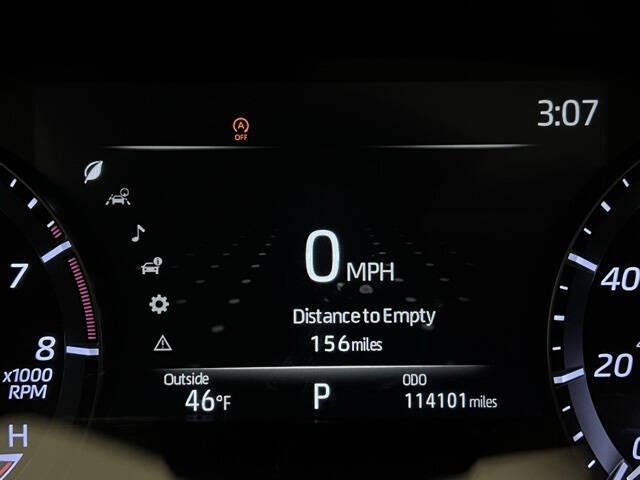 A
OFF
3:07
7
8
x1000
RPM
H
0 MPH
Distance to Empty
156 miles
Outside
46°F
P
ODO
114101 miles
40
20